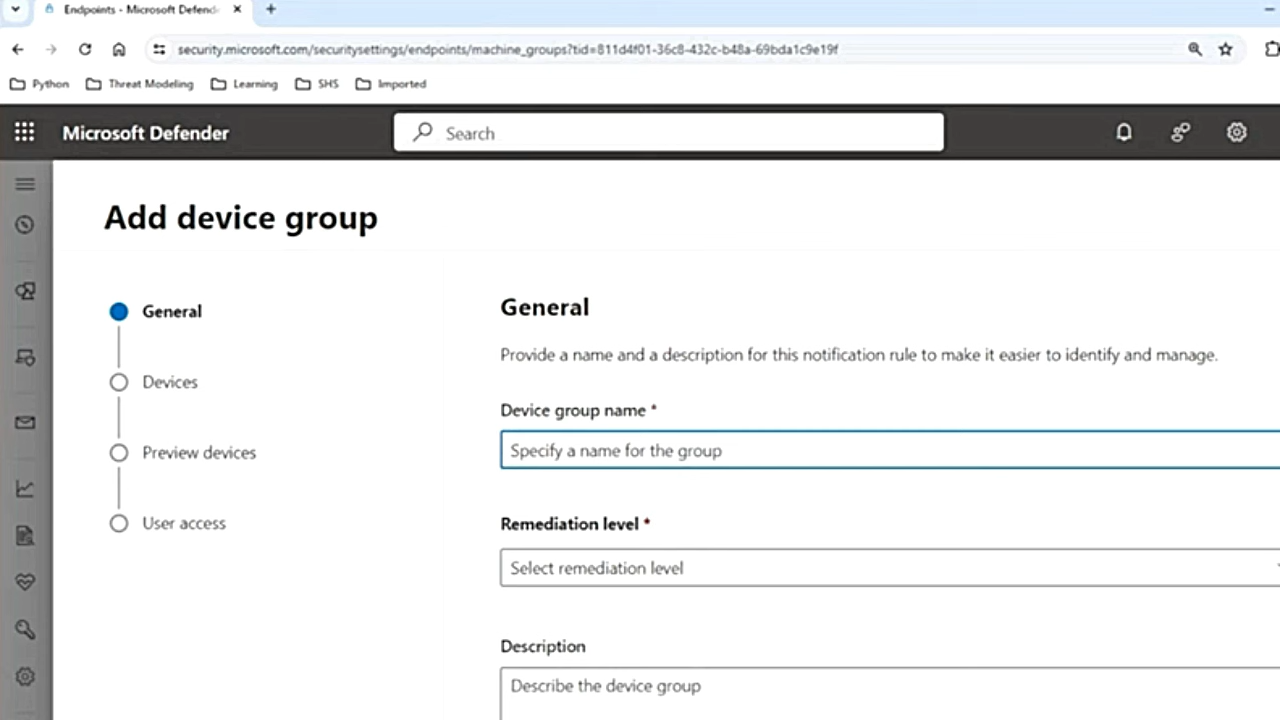 Endpoints - Microsoft Defend
security.microsoft.com/securitysettings/endpoints/machine_groups?tid=811d4f01-36c8-432c-b48a-69bda1c9e19f
Python Threat Modeling Learning SHS Imported
Microsoft Defender Search
Add device group
General
Devices
Preview devices
User access
General
Provide a name and a description for this notification rule to make it easier to identify and manage.
Device group name *
Specify a name for the group
Remediation level *
Select remediation level
Description
Describe the device group